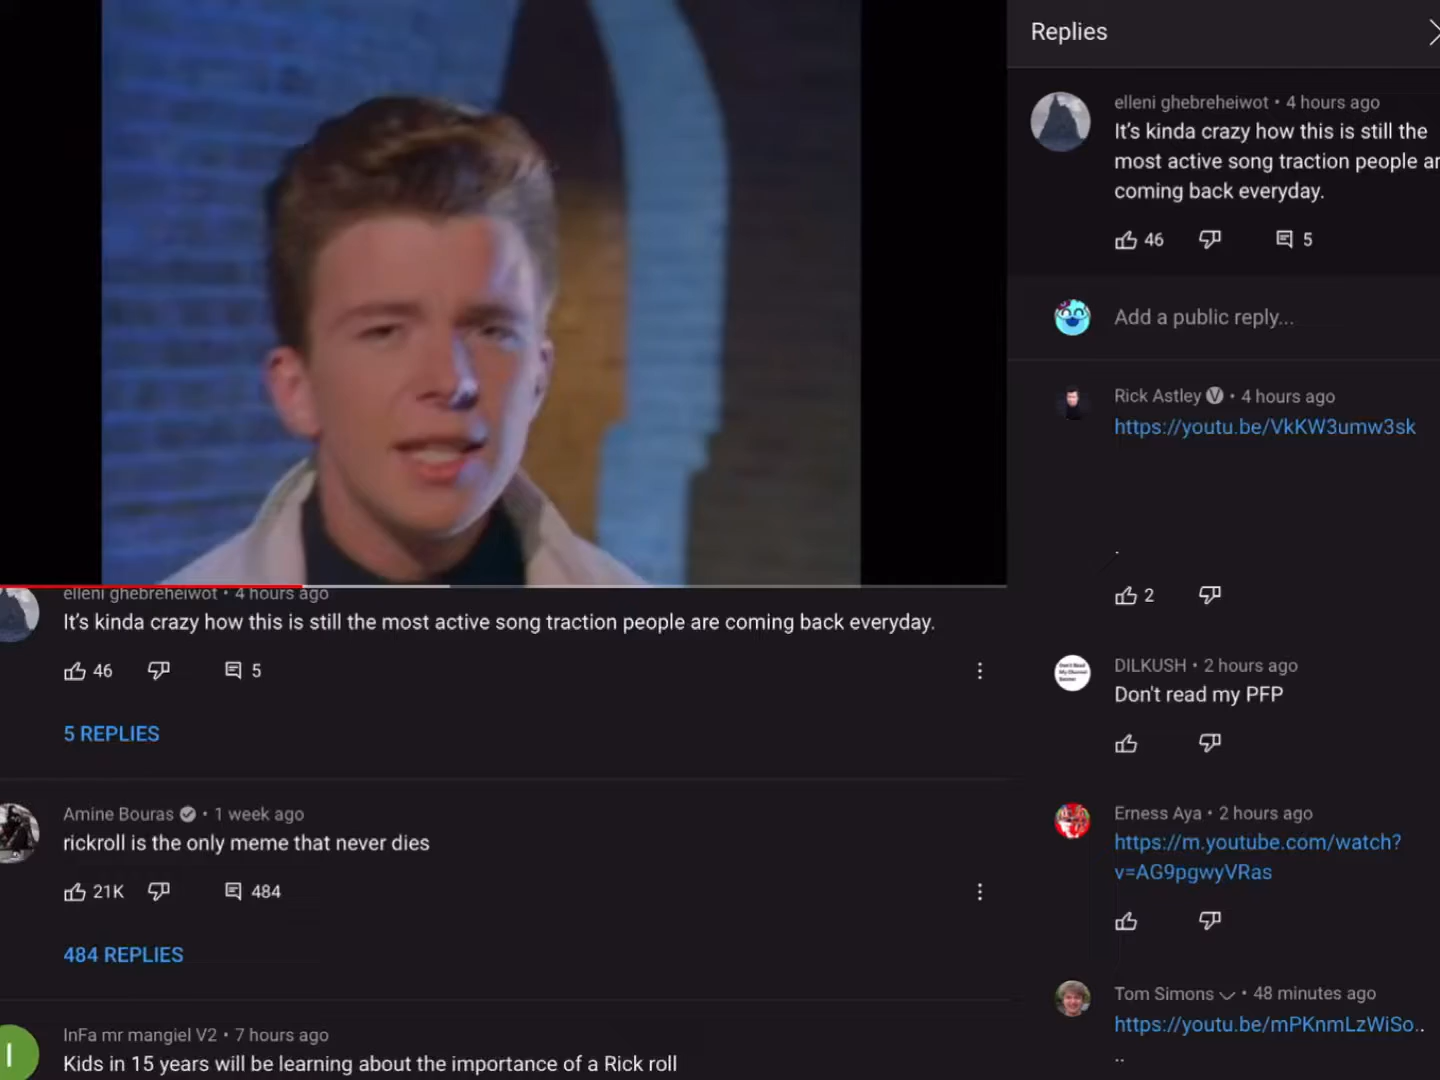 Replies
elleni ghebreheiwot • 4 hours ago
It's kinda crazy how this is still the
most active song traction people ar
coming back everyday.
46
5
Add a public reply...
Rick Astley • 4 hours ago
https://youtu.be/VkKW3umw3sk
.
2
DILKUSH • 2 hours ago
Don't read my PFP
Erness Aya • 2 hours ago
https://m.youtube.com/watch?
v=AG9pgwyVRas
Tom Simons • 48 minutes ago
https://youtu.be/mPKnmLzWiSo..
..
elleni ghebreheiwot • 4 hours ago
It's kinda crazy how this is still the most active song traction people are coming back everyday.
46
5
5 REPLIES
Amine Bouras • 1 week ago
rickroll is the only meme that never dies
21K
484
484 REPLIES
I
InFa mr mangiel V2 • 7 hours ago
Kids in 15 years will be learning about the importance of a Rick roll